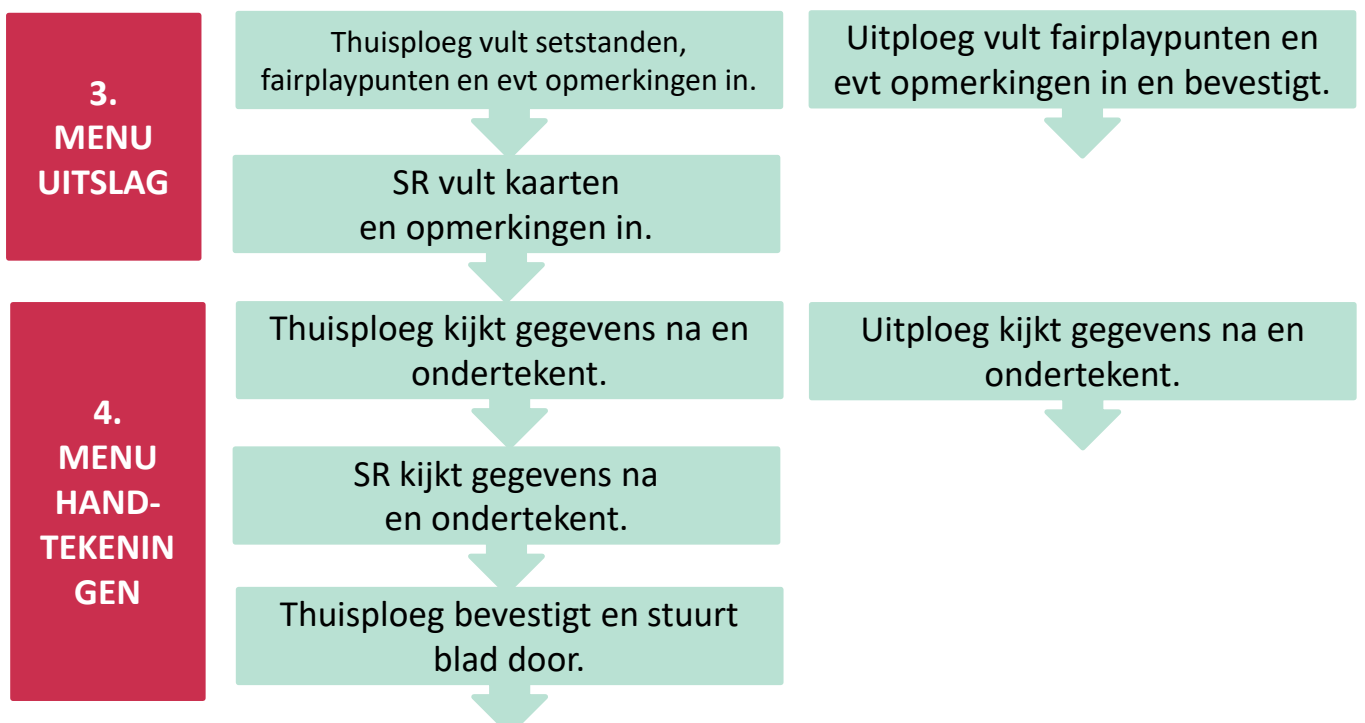 3.
MENU
UITSLAG
Thuisploeg vult setstanden,
fairplaypunten en evt opmerkingen in.
Uitploeg vult fairplaypunten en
evt opmerkingen in en bevestigt.
SR vult kaarten
en opmerkingen in.
4.
MENU
HAND-
TEKENIN
GEN
Thuisploeg kijkt gegevens na en
ondertekent.
Uitploeg kijkt gegevens na en
ondertekent.
SR kijkt gegevens na
en ondertekent.
Thuisploeg bevestigt en stuurt
blad door.